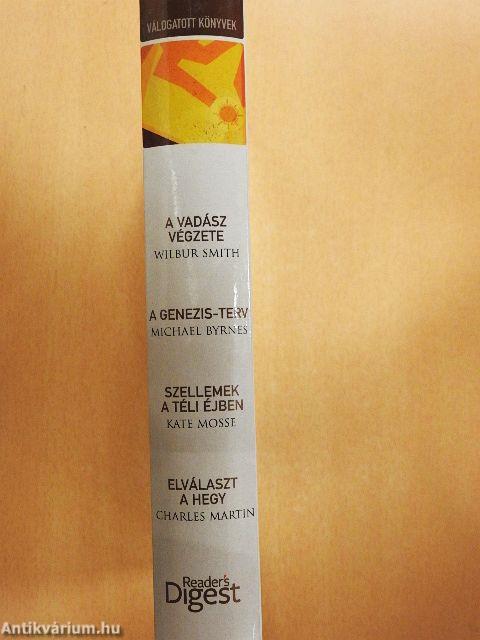 VÁLOGATOTT KÖNYVEK
A VADÁSZ
VÉGZETE
WILBUR SMITH
A GENEZIS-TERV
MICHAEL BYRNES
SZELLEMEK
A TÉLI ÉJBEN
KATE MOSSE
ELVÁLASZT
A HEGY
CHARLES MARTIN
Reader's
Digest
Antikvárium.hu